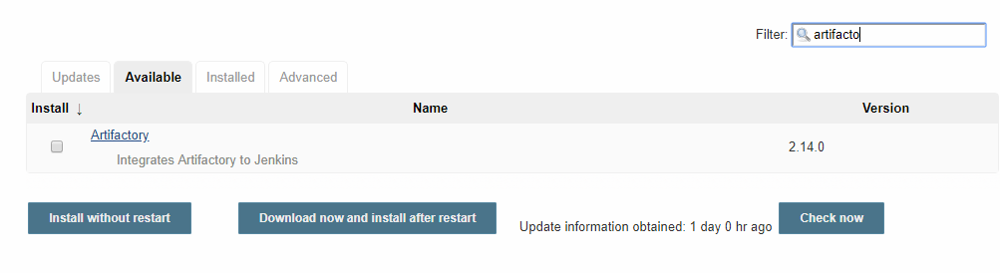 Filter: artifacto
Updates Available Installed Advanced
Install ↓ Name Version
Artifactory
Integrates Artifactory to Jenkins
2.14.0
Install without restart Download now and install after restart Update information obtained: 1 day 0 hr ago Check now